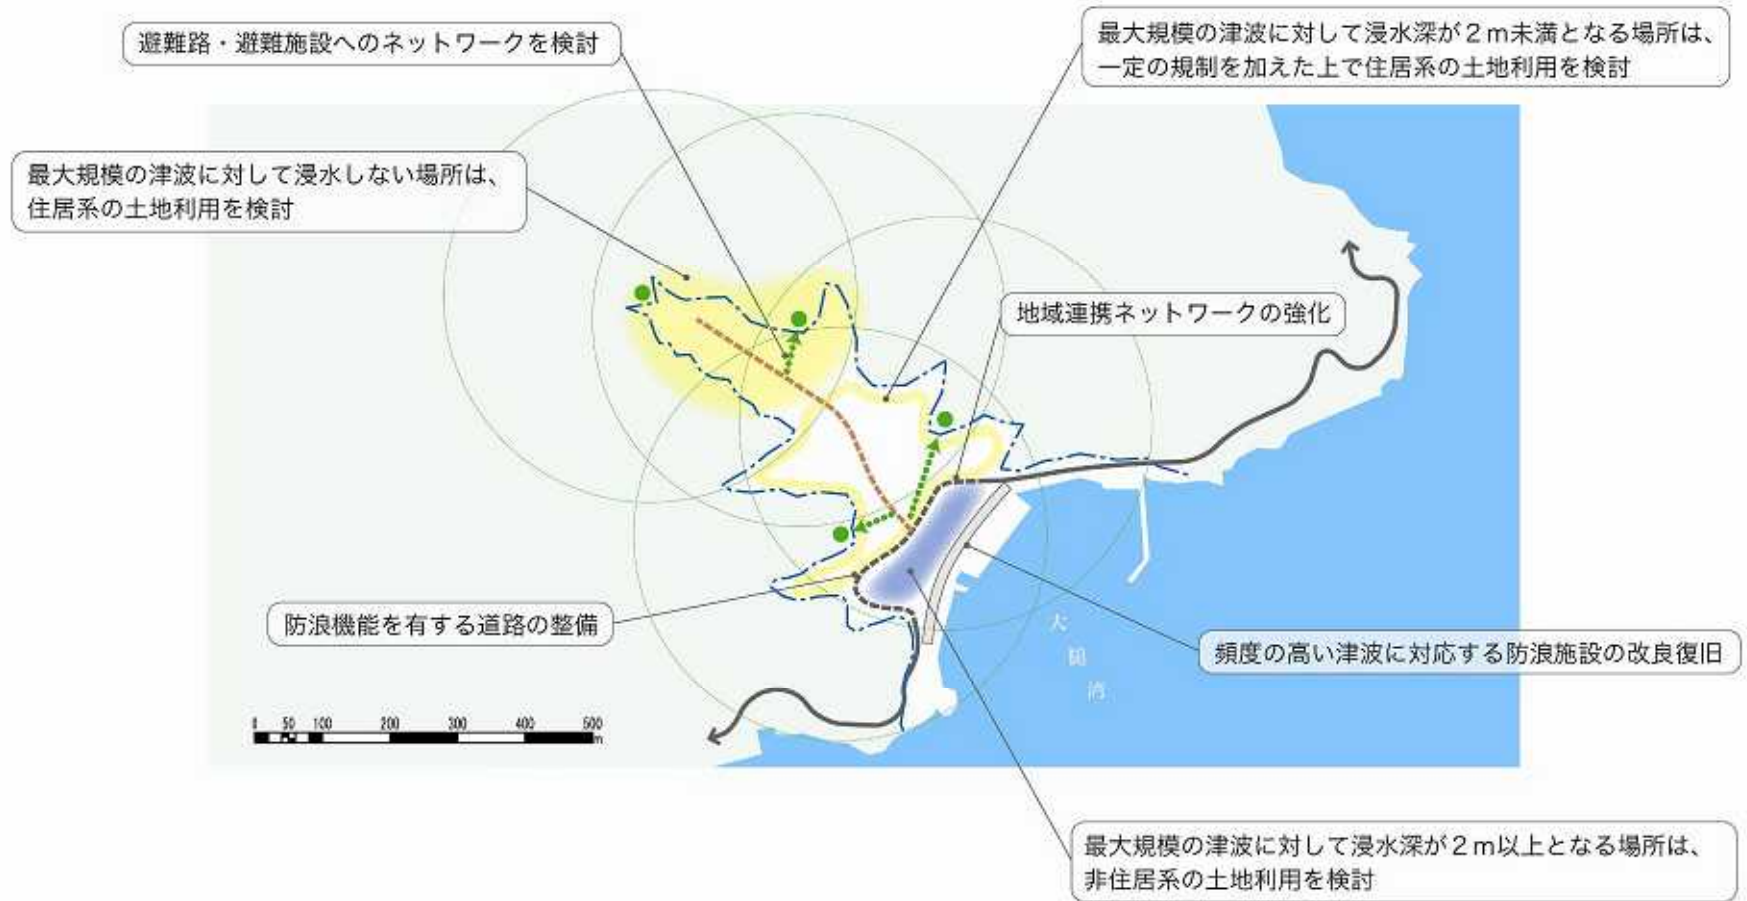 避難路・避難施設へのネットワークを検討
最大規模の津波に対して浸水深が２ｍ未満となる場所は、
一定の規制を加えた上で住居系の土地利用を検討
最大規模の津波に対して浸水しない場所は、
住居系の土地利用を検討
地域連携ネットワークの強化
防浪機能を有する道路の整備
大
槌
湾
頻度の高い津波に対応する防浪施設の改良復旧
0 50 100 200 300 400 500
m
最大規模の津波に対して浸水深が２ｍ以上となる場所は、
非住居系の土地利用を検討